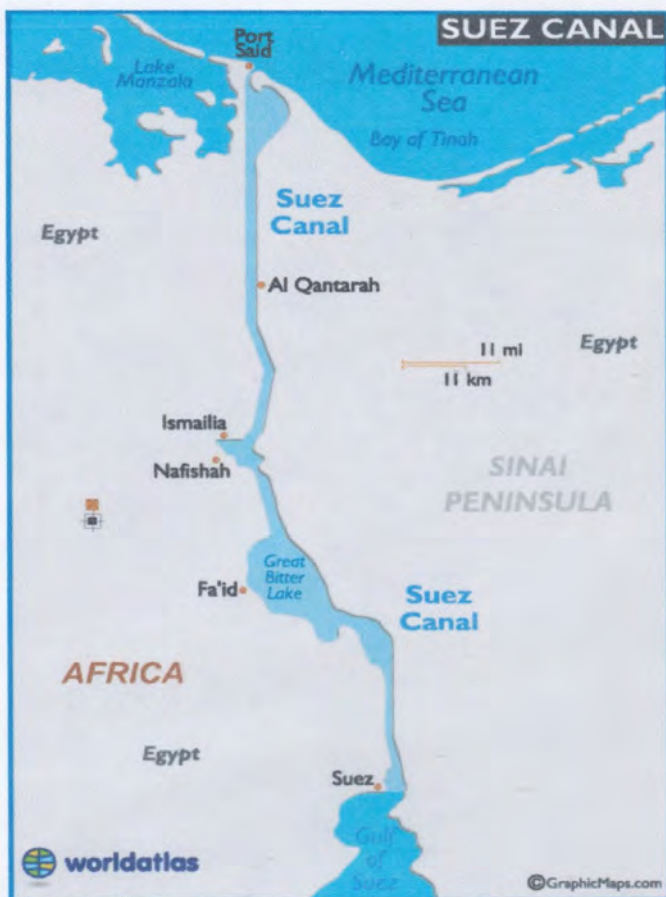 SUEZ CANAL
Port
Said
Lake
Manzala
Mediterranean
Sea
Bay of Tinah
Suez
Canal
Egypt
Al Qantarah
11 mi
11 km
Egypt
Ismailia
Nafishah
SINAI
PENINSULA
Great
Bitter
Lake
Fa'id
Suez
Canal
AFRICA
Egypt
Suez
Gulf
of
Suez
worldatlas
©GraphicMaps.com